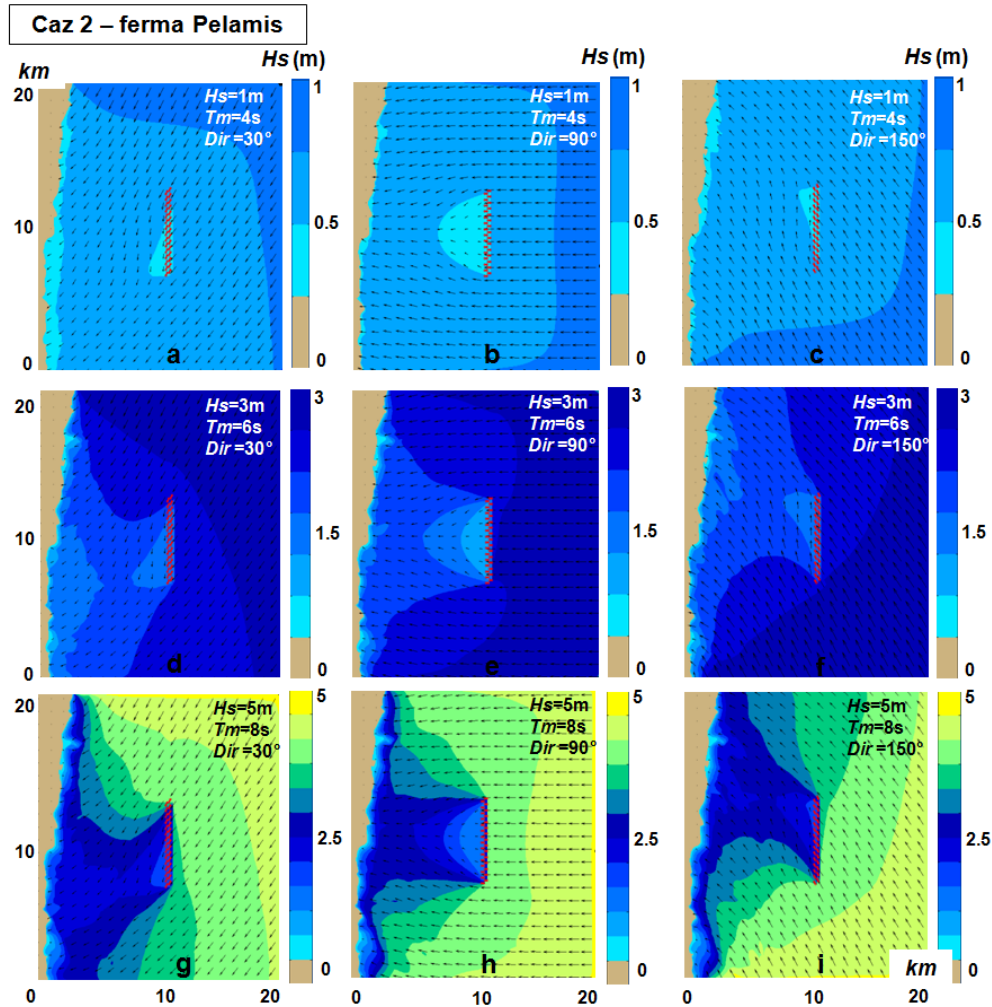 Caz 2 – ferma Pelamis
km
Hs (m)
Hs (m)
Hs (m)
20
10
0
Hs=1m
Tm=4s
Dir =30°
a
1
0.5
0
Hs=1m
Tm=4s
Dir =90°
b
1
0.5
0
Hs=1m
Tm=4s
Dir =150°
c
1
0.5
0
20
10
0
Hs=3m
Tm=6s
Dir =30°
d
3
1.5
0
Hs=3m
Tm=6s
Dir =90°
e
3
1.5
0
Hs=3m
Tm=6s
Dir =150°
f
3
1.5
0
20
10
Hs=5m
Tm=8s
Dir =30°
g
5
2.5
0
Hs=5m
Tm=8s
Dir =90°
h
5
2.5
0
Hs=5m
Tm=8s
Dir =150°
i
km
5
2.5
0
0 10 20
0 10 20
0 10 20